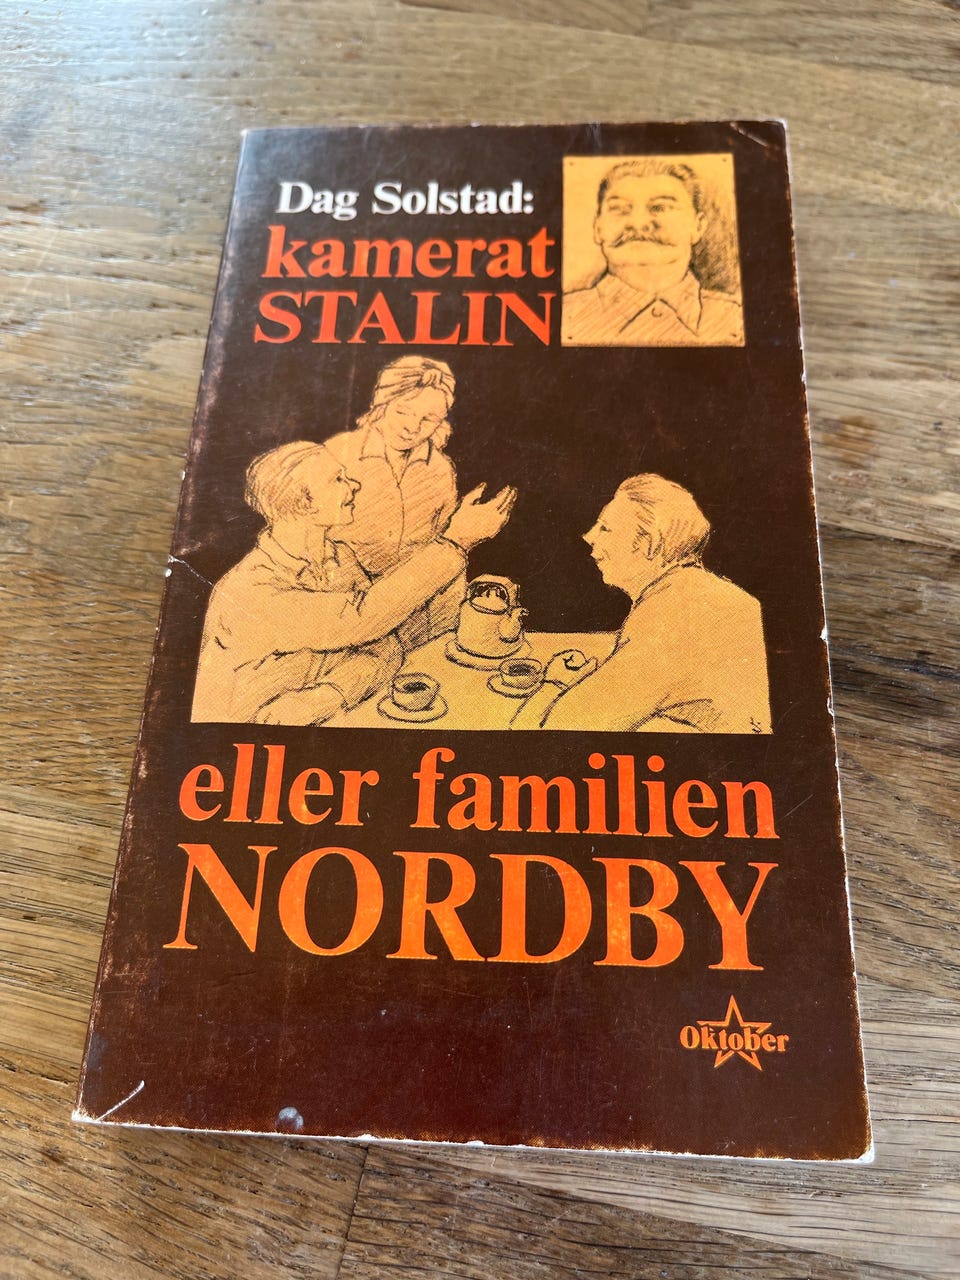 Dag Solstad:
kamerat
STALIN
eller familien
NORDBY
Oktober